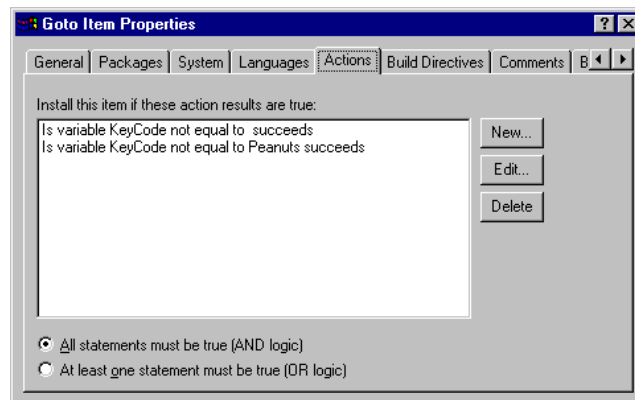 Goto Item Properties
General Packages System Languages Actions Build Directives Comments B
Install this item if these action results are true:
Is variable KeyCode not equal to  succeeds
Is variable KeyCode not equal to Peanuts succeeds
New...
Edit...
Delete
All statements must be true (AND logic)
At least one statement must be true (OR logic)